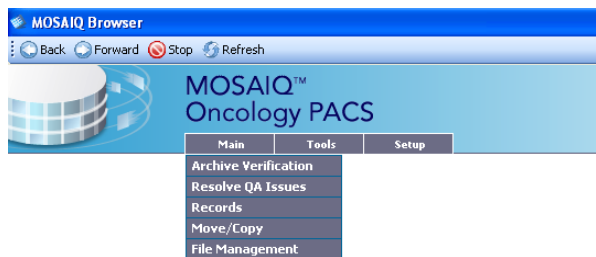 MOSAIQ Browser
Back Forward Stop Refresh
MOSAIQ™
Oncology PACS
Main Tools Setup
Archive Verification
Resolve QA Issues
Records
Move/Copy
File Management